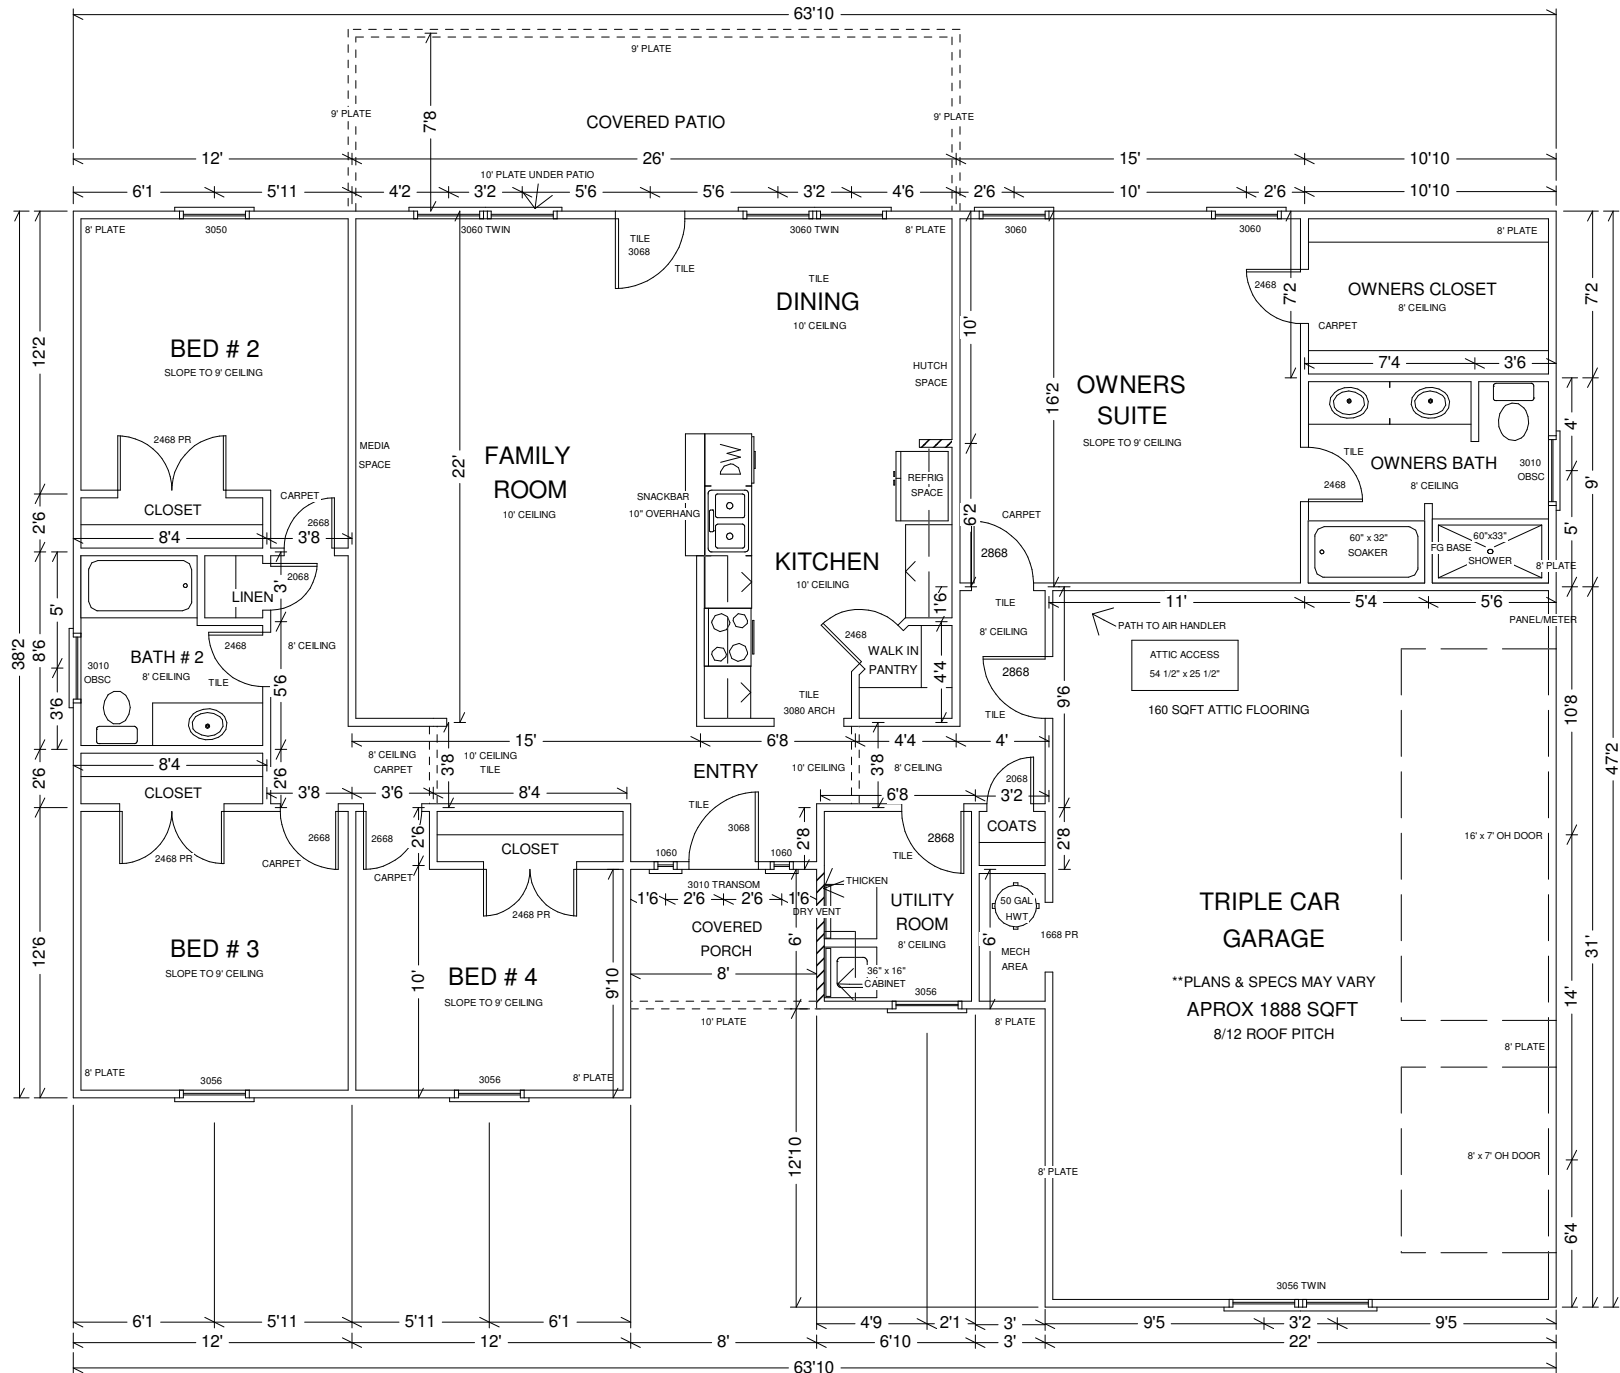 63'10
9' PLATE
7'8
9' PLATE
COVERED PATIO
9' PLATE
12'
26'
15'
10'10
10' PLATE UNDER PATIO
6'1
5'11
4'2
3'2
5'6
5'6
3'2
4'6
2'6
10'
2'6
10'10
8' PLATE
3050
3060 TWIN
TILE
3068
TILE
3060 TWIN
8' PLATE
3060
3060
8' PLATE
TILE
DINING
10' CEILING
2468
7'2
OWNERS CLOSET
8' CEILING
CARPET
7'2
12'2
BED # 2
SLOPE TO 9' CEILING
10'
HUTCH
SPACE
16'2
OWNERS
SUITE
SLOPE TO 9' CEILING
7'4
3'6
4'
2468 PR
MEDIA
SPACE
22'
FAMILY
ROOM
10' CEILING
DW
SNACKBAR
10" OVERHANG
REFRIG
SPACE
6'2
TILE
OWNERS BATH
8' CEILING
2468
3010
OBSC
9'
CLOSET
CARPET
2668
2'6
8'4
3'8
CARPET
2868
60" x 32"
SOAKER
FG BASE
60"x33"
SHOWER
5'
8' PLATE
KITCHEN
10' CEILING
LINEN
2068
3'
5'
38'2
8'6
1'6
TILE
8' CEILING
11'
5'4
5'6
PANEL/METER
PATH TO AIR HANDLER
BATH # 2
8' CEILING
2468
8' CEILING
TILE
3010
OBSC
5'6
3'6
2468
WALK IN
PANTRY
4'4
2868
9'6
ATTIC ACCESS
54 1/2" x 25 1/2"
160 SQFT ATTIC FLOORING
10'8
47'2
TILE
3080 ARCH
TILE
15'
6'8
4'4
4'
8' CEILING
CARPET
3'8
10' CEILING
TILE
ENTRY
10' CEILING
3'8
8' CEILING
2'6
8'4
2'6
CLOSET
3'8
3'6
8'4
TILE
3068
6'8
2068
3'2
2668
2668
2'6
CLOSET
2'8
2868
TILE
COATS
2'8
2468 PR
CARPET
CARPET
1060
1060
16' x 7' OH DOOR
3010 TRANSOM
THICKEN
1'6
2'6
2'6
1'6
DRY VENT
2468 PR
COVERED
PORCH
UTILITY
ROOM
8' CEILING
50 GAL
HWT
1668 PR
MECH
AREA
6'
6'
TRIPLE CAR
GARAGE
12'6
BED # 3
SLOPE TO 9' CEILING
10'
BED # 4
SLOPE TO 9' CEILING
9'10
8'
36" x 16"
CABINET
3056
31'
**PLANS & SPECS MAY VARY
APROX 1888 SQFT
8/12 ROOF PITCH
14'
10' PLATE
8' PLATE
8' PLATE
8' PLATE
3056
3056
8' PLATE
12'10
8' PLATE
8' x 7' OH DOOR
6'4
3056 TWIN
6'1
5'11
5'11
6'1
4'9
2'1
3'
9'5
3'2
9'5
12'
12'
8'
6'10
3'
22'
63'10